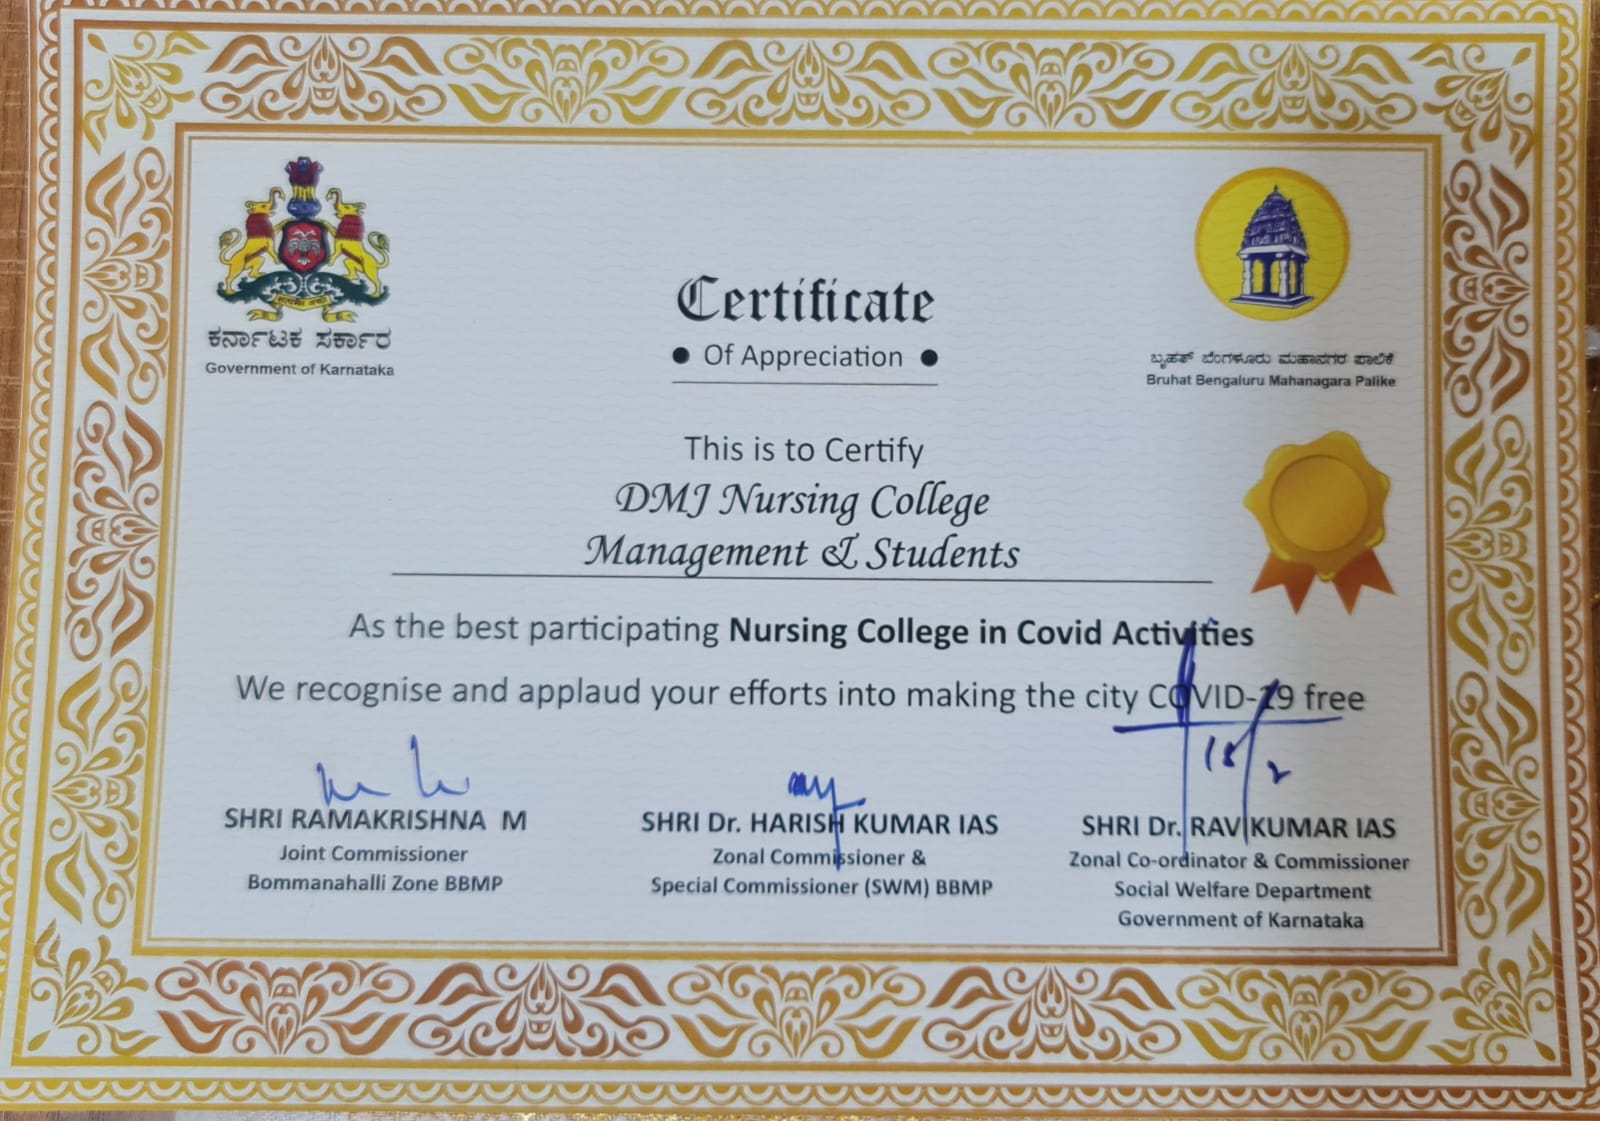 ಕರ್ನಾಟಕ ಸರ್ಕಾರ
Government of Karnataka
ಬೃಹತ್ ಬೆಂಗಳೂರು ಮಹಾನಗರ ಪಾಲಿಕೆ
Bruhat Bengaluru Mahanagara Palike
Certificate
Of Appreciation
This is to Certify
DMJ Nursing College
Management & Students
As the best participating Nursing College in Covid Activities
We recognise and applaud your efforts into making the city COVID-19 free
18/2
SHRI RAMAKRISHNA M
Joint Commissioner
Bommanahalli Zone BBMP
SHRI Dr. HARISH KUMAR IAS
Zonal Commissioner &
Special Commissioner (SWM) BBMP
SHRI Dr. RAVIKUMAR IAS
Zonal Co-ordinator & Commissioner
Social Welfare Department
Government of Karnataka